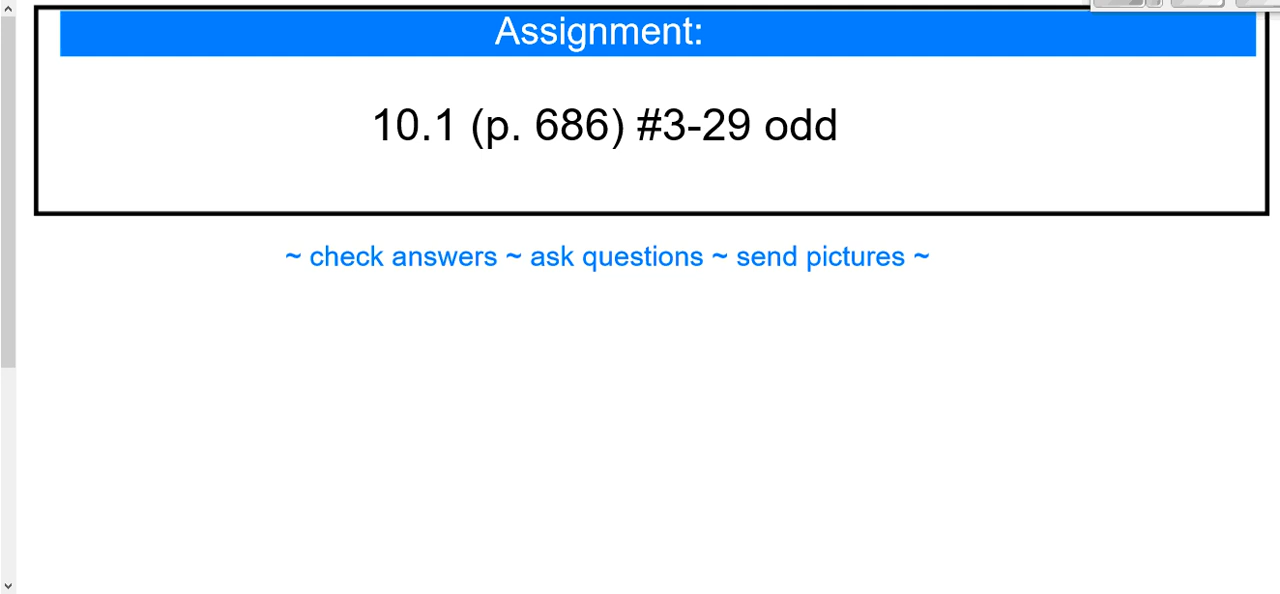 Assignment:
10.1 (p. 686) #3-29 odd
~ check answers ~ ask questions ~ send pictures ~